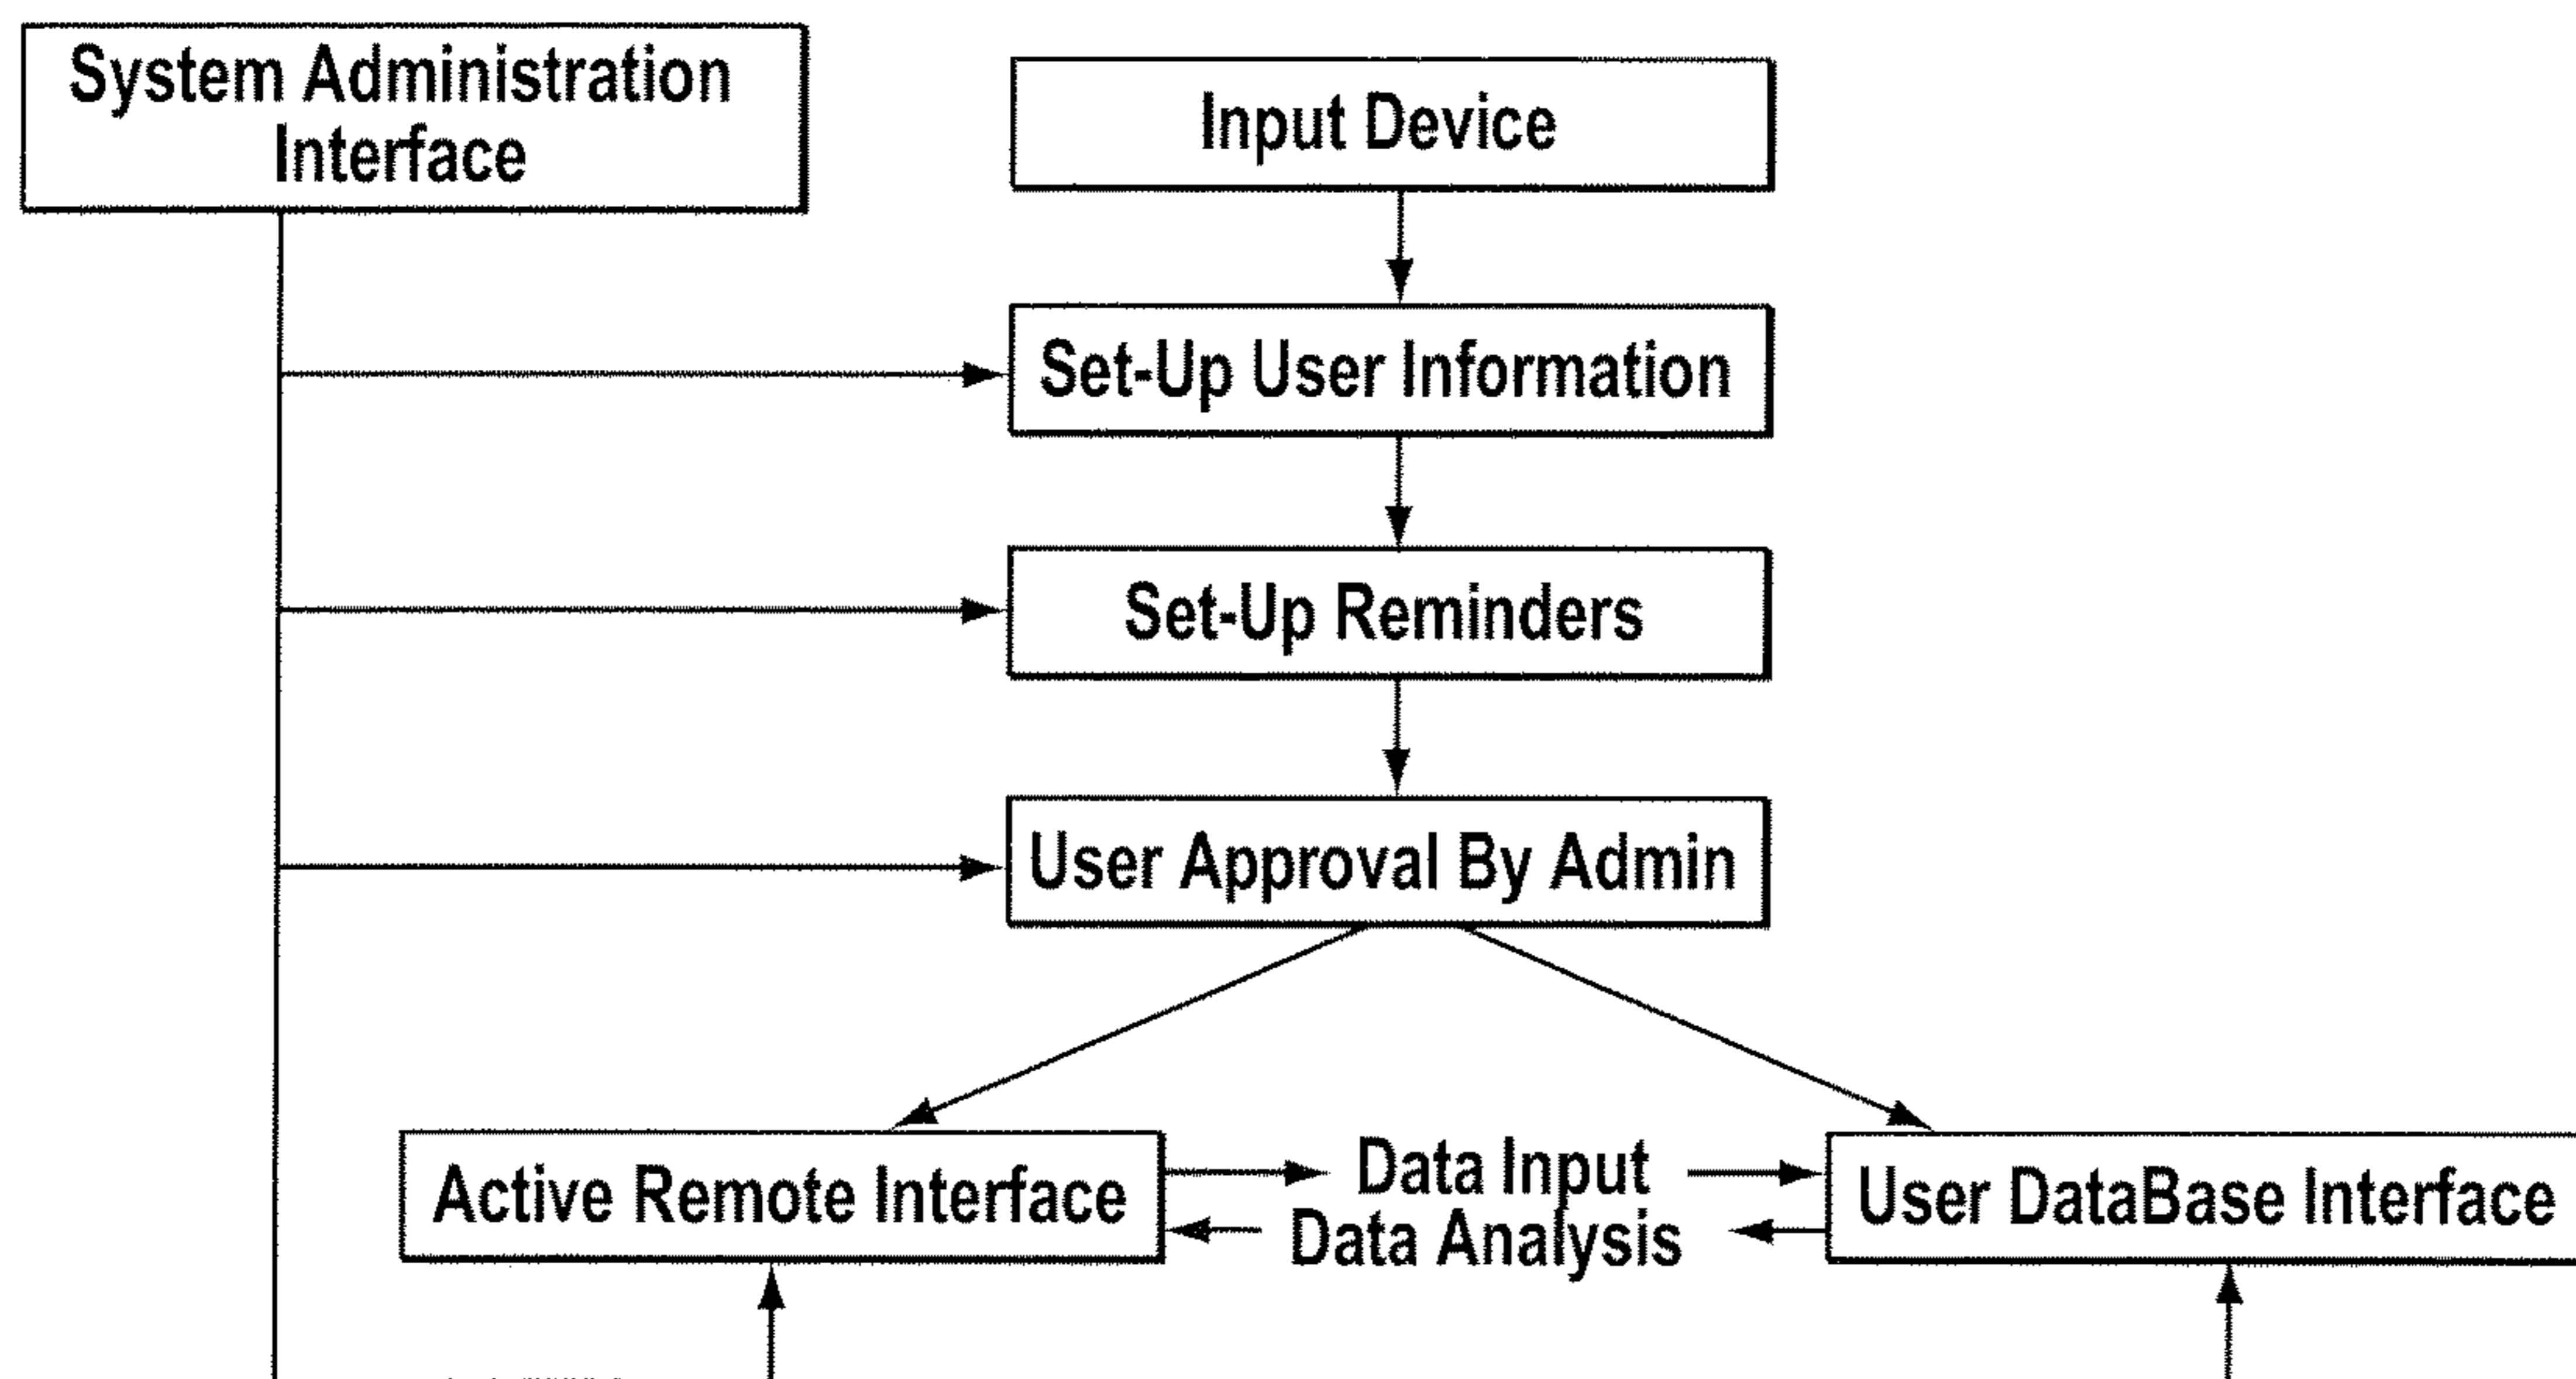 System Administration
Interface
Input Device
Set-Up User Information
Set-Up Reminders
User Approval By Admin
Active Remote Interface
Data Input
Data Analysis
User DataBase Interface